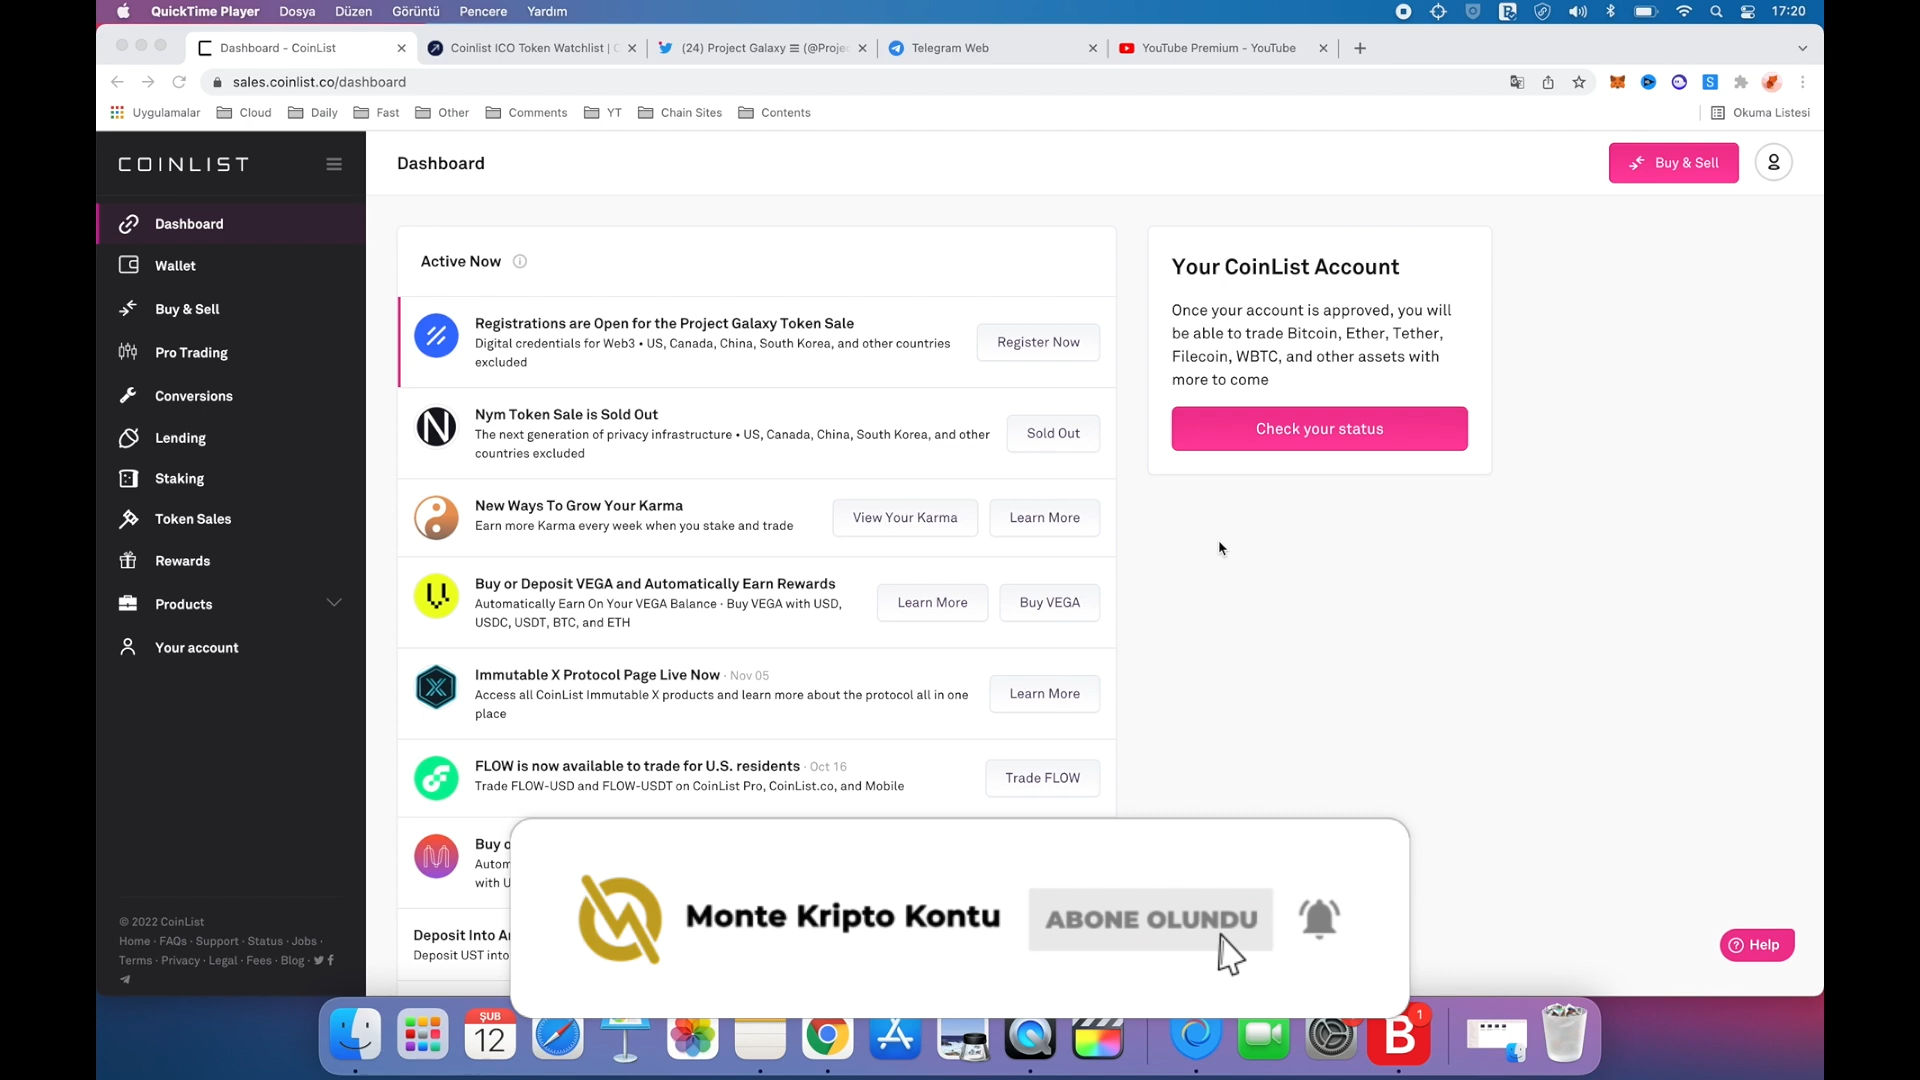 QuickTime Player Dosya Düzen Görüntü Pencere Yardım 17:20
Dashboard - CoinList Coinlist ICO Token Watchlist | (24) Project Galaxy (@Proje Telegram Web YouTube Premium - YouTube
sales.coinlist.co/dashboard
Uygulamalar Cloud Daily Fast Other Comments YT Chain Sites Contents Okuma Listesi
COINLIST
Dashboard
Buy & Sell
Dashboard
Wallet
Buy & Sell
Pro Trading
Conversions
Lending
Staking
Token Sales
Rewards
Products
Your account
© 2022 CoinList
Home · FAQs · Support · Status · Jobs ·
Terms · Privacy · Legal · Fees · Blog ·
Active Now
Registrations are Open for the Project Galaxy Token Sale
Digital credentials for Web3 • US, Canada, China, South Korea, and other countries
excluded
Register Now
Nym Token Sale is Sold Out
The next generation of privacy infrastructure • US, Canada, China, South Korea, and other
countries excluded
Sold Out
New Ways To Grow Your Karma
Earn more Karma every week when you stake and trade
View Your Karma
Learn More
Buy or Deposit VEGA and Automatically Earn Rewards
Automatically Earn On Your VEGA Balance · Buy VEGA with USD,
USDC, USDT, BTC, and ETH
Learn More
Buy VEGA
Immutable X Protocol Page Live Now · Nov 05
Access all CoinList Immutable X products and learn more about the protocol all in one
place
Learn More
FLOW is now available to trade for U.S. residents · Oct 16
Trade FLOW-USD and FLOW-USDT on CoinList Pro, CoinList.co, and Mobile
Trade FLOW
Buy
Autom
with U
Deposit Into
Deposit UST into
Your CoinList Account
Once your account is approved, you will
be able to trade Bitcoin, Ether, Tether,
Filecoin, WBTC, and other assets with
more to come
Check your status
Help
Monte Kripto Kontu
ABONE OLUNDU
ŞUB
12
B
1